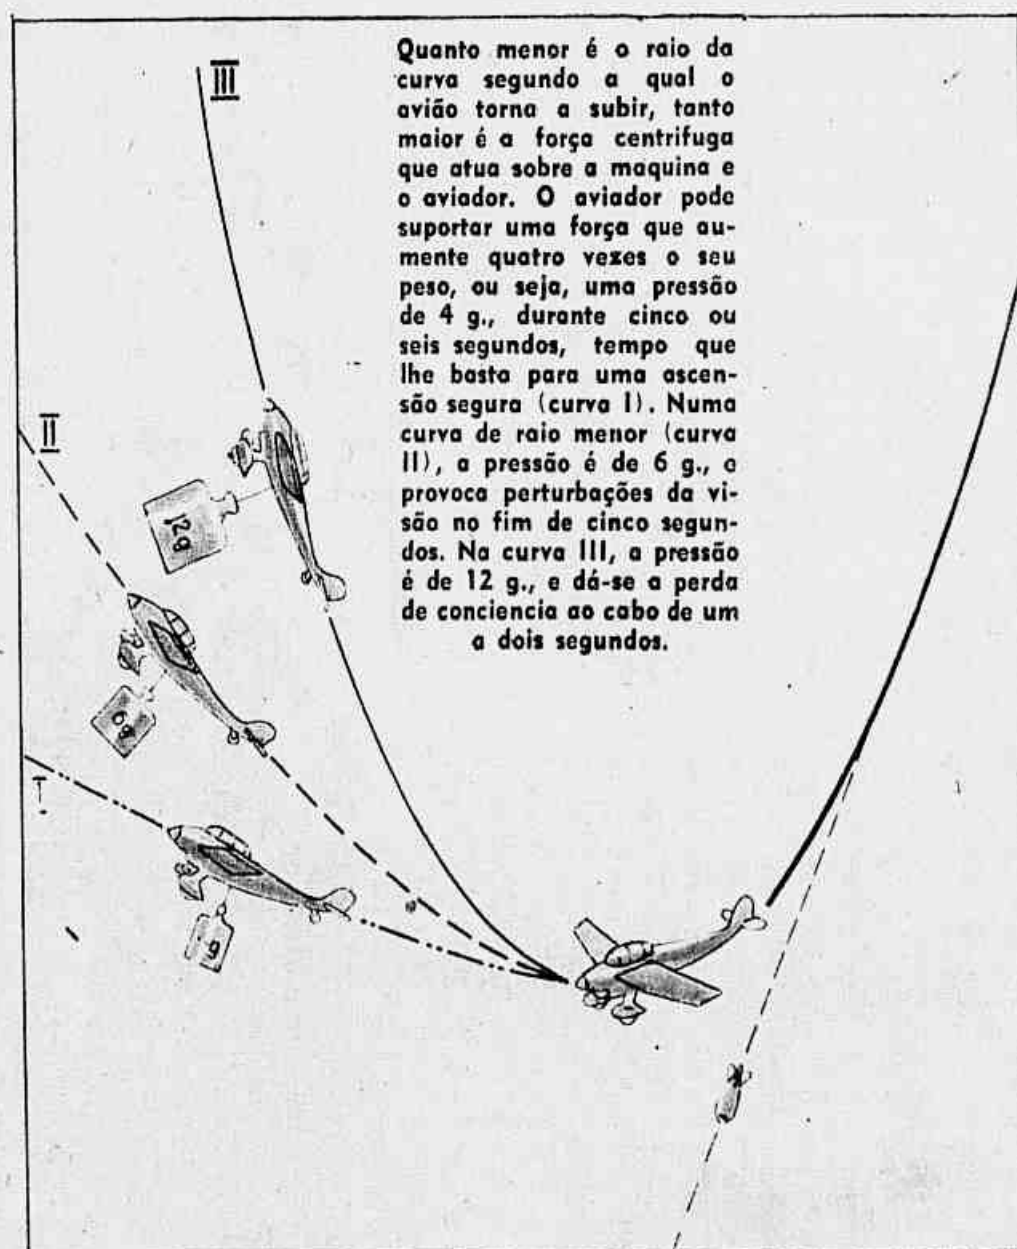 III
Quanto menor é o raio da
curva segundo a qual o
avião torna a subir, tanto
maior é a força centrifuga
que atua sobre a maquina e
o aviador. O aviador pode
suportar uma força que au-
mente quatro vezes o seu
peso, ou seja, uma pressão
de 4 g., durante cinco ou
seis segundos, tempo que
lhe basta para uma ascen-
são segura (curva I). Numa
curva de raio menor (curva
II), a pressão é de 6 g., e
provoca perturbações da vi-
são no fim de cinco segun-
dos. Na curva III, a pressão
é de 12 g., e dá-se a perda
de conciencia ao cabo de um
a dois segundos.
II
12g
6g
I
g